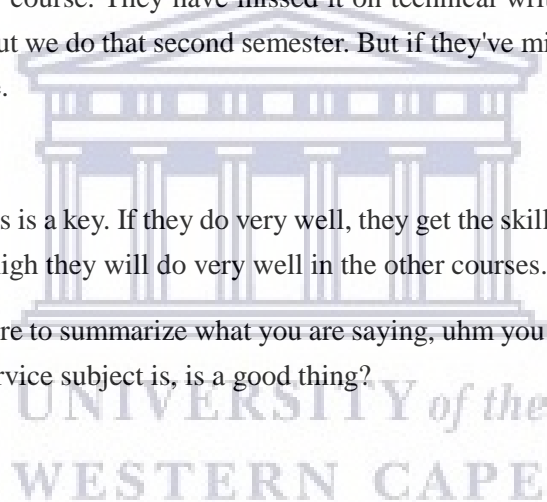 course. They have missed it on technical writ
ut we do that second semester. But if they've mi
s is a key. If they do very well, they get the skill
igh they will do very well in the other courses.
re to summarize what you are saying, uhm you
rvice subject is, is a good thing?
UNIVERSITY of the
WESTERN CAPE